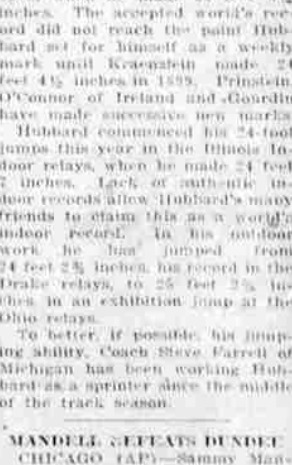 inches. The accepted world's rec-
ord did not reach the point Hub-
bard set for himself as a weekly
mark until Kraenstein made 24
feet 4½ inches in 1899. Prinstein,
O'Connor of Ireland and Gourdin
have made successive new marks.
Hubbard commenced his 24-foot
jumps this year in the Illinois In-
door relays, when he made 24 feet
7 inches. Lack of authentic in-
door records allow Hubbard's many
friends to claim this as a world's
indoor record. In his outdoor
work he has jumped from
24 feet 2¾ inches, his record in the
Drake relays, to 25 feet in-
ches in an exhibition jump at the
Ohio relays.
To better, if possible, his jump-
ing ability, Coach Steve Farrell of
Michigan has been working Hub-
bard as a sprinter since the middle
of the track season.
MANDELL DEFEATS DUNDEE
CHICAGO (AP)—Sammy Man-